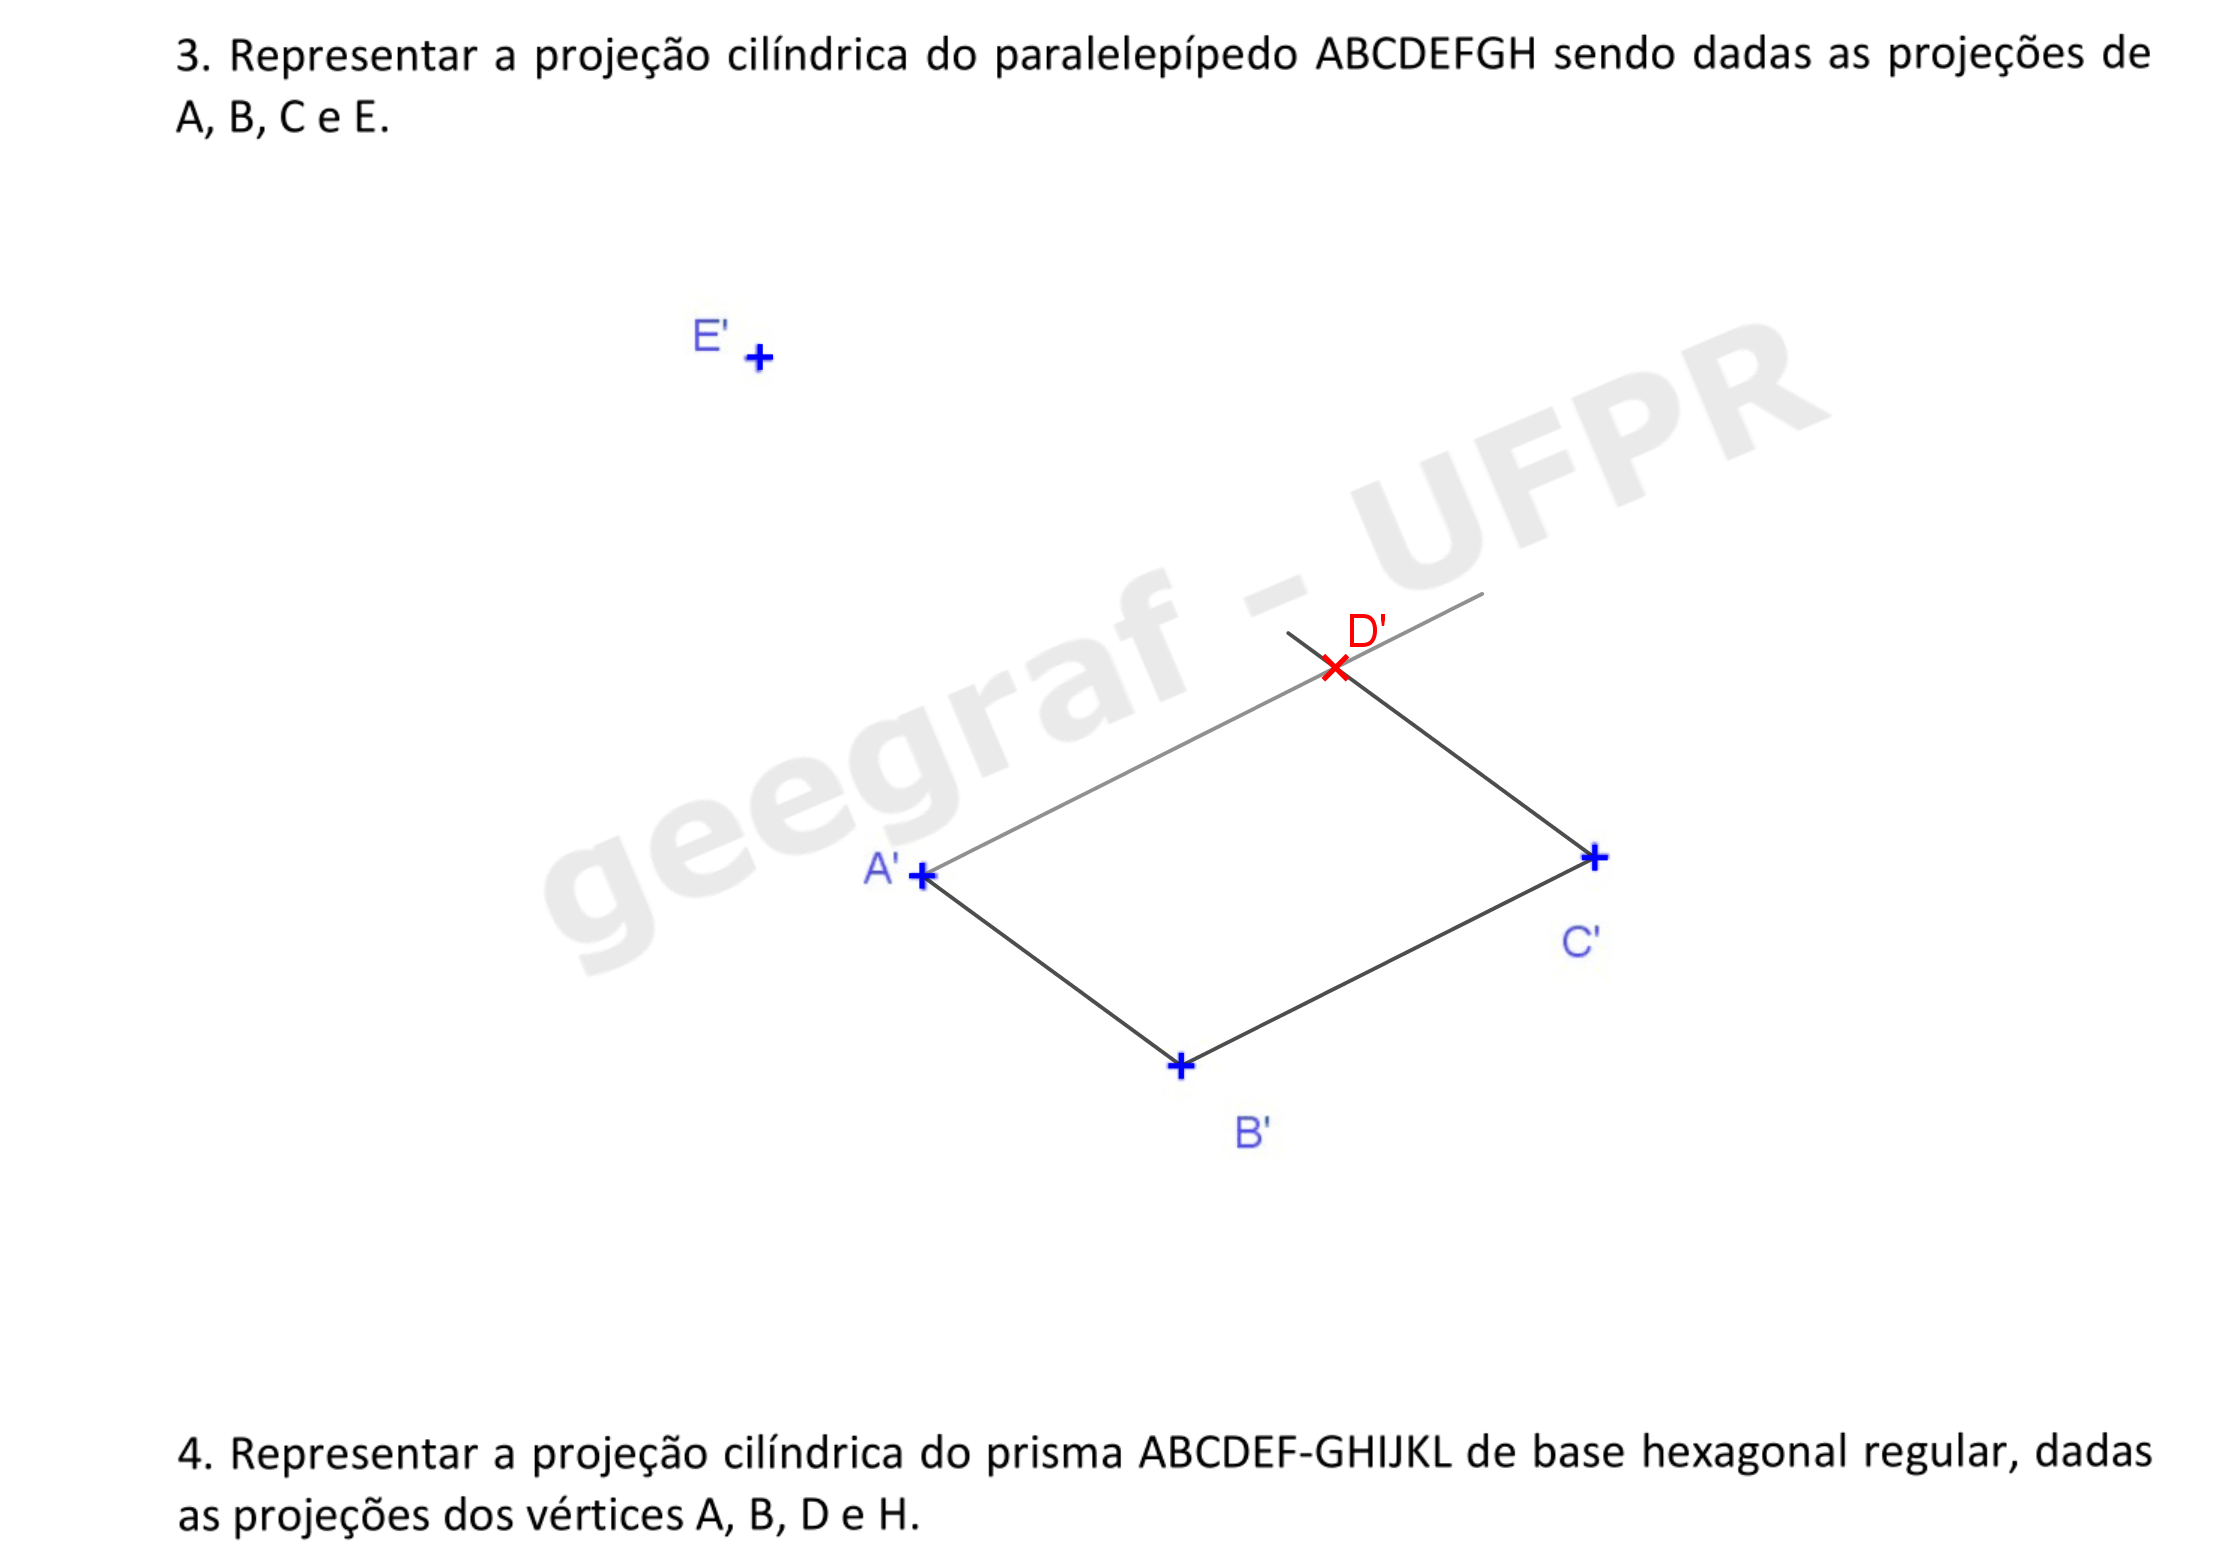 3. Representar a projeção cilíndrica do paralelepípedo ABCDEFGH sendo dadas as projeções de
A, B, C e E.
E'
geegraf - UFPR
D'
A'
C'
B'
4. Representar a projeção cilíndrica do prisma ABCDEF-GHIJKL de base hexagonal regular, dadas
as projeções dos vértices A, B, D e H.